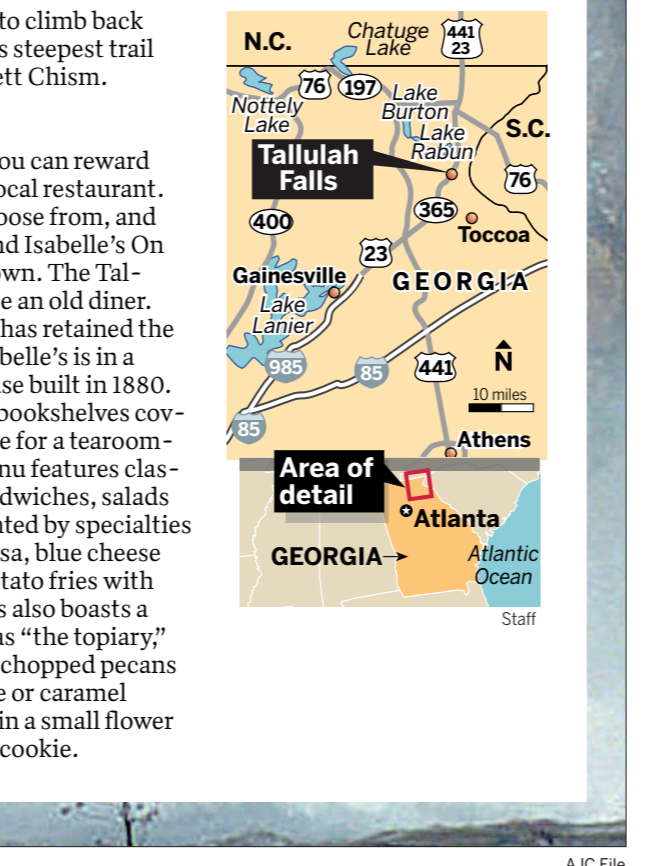 to climb back
s steepest trail
ett Chism.
ou can reward
ocal restaurant.
oose from, and
nd Isabelle’s On
own. The Tal-
e an old diner.
has retained the
belle’s is in a
se built in 1880.
bookshelves cov-
e for a tearoom-
nu features clas-
dwiches, salads
nted by specialties
sa, blue cheese
tato fries with
s also boasts a
as “the topiary,”
chopped pecans
e or caramel
in a small flower
cookie.
N.C.
Chatuge
Lake
441
23
76
197
Nottely
Lake
Lake
Burton
Lake
Rabun
S.C.
Tallulah
Falls
76
400
365
Toccoa
23
Gainesville
GEORGIA
Lake
Lanier
985
85
441
N
10 miles
85
Athens
Area of
detail
Atlanta
GEORGIA
Atlantic
Ocean
Staff
AJC File